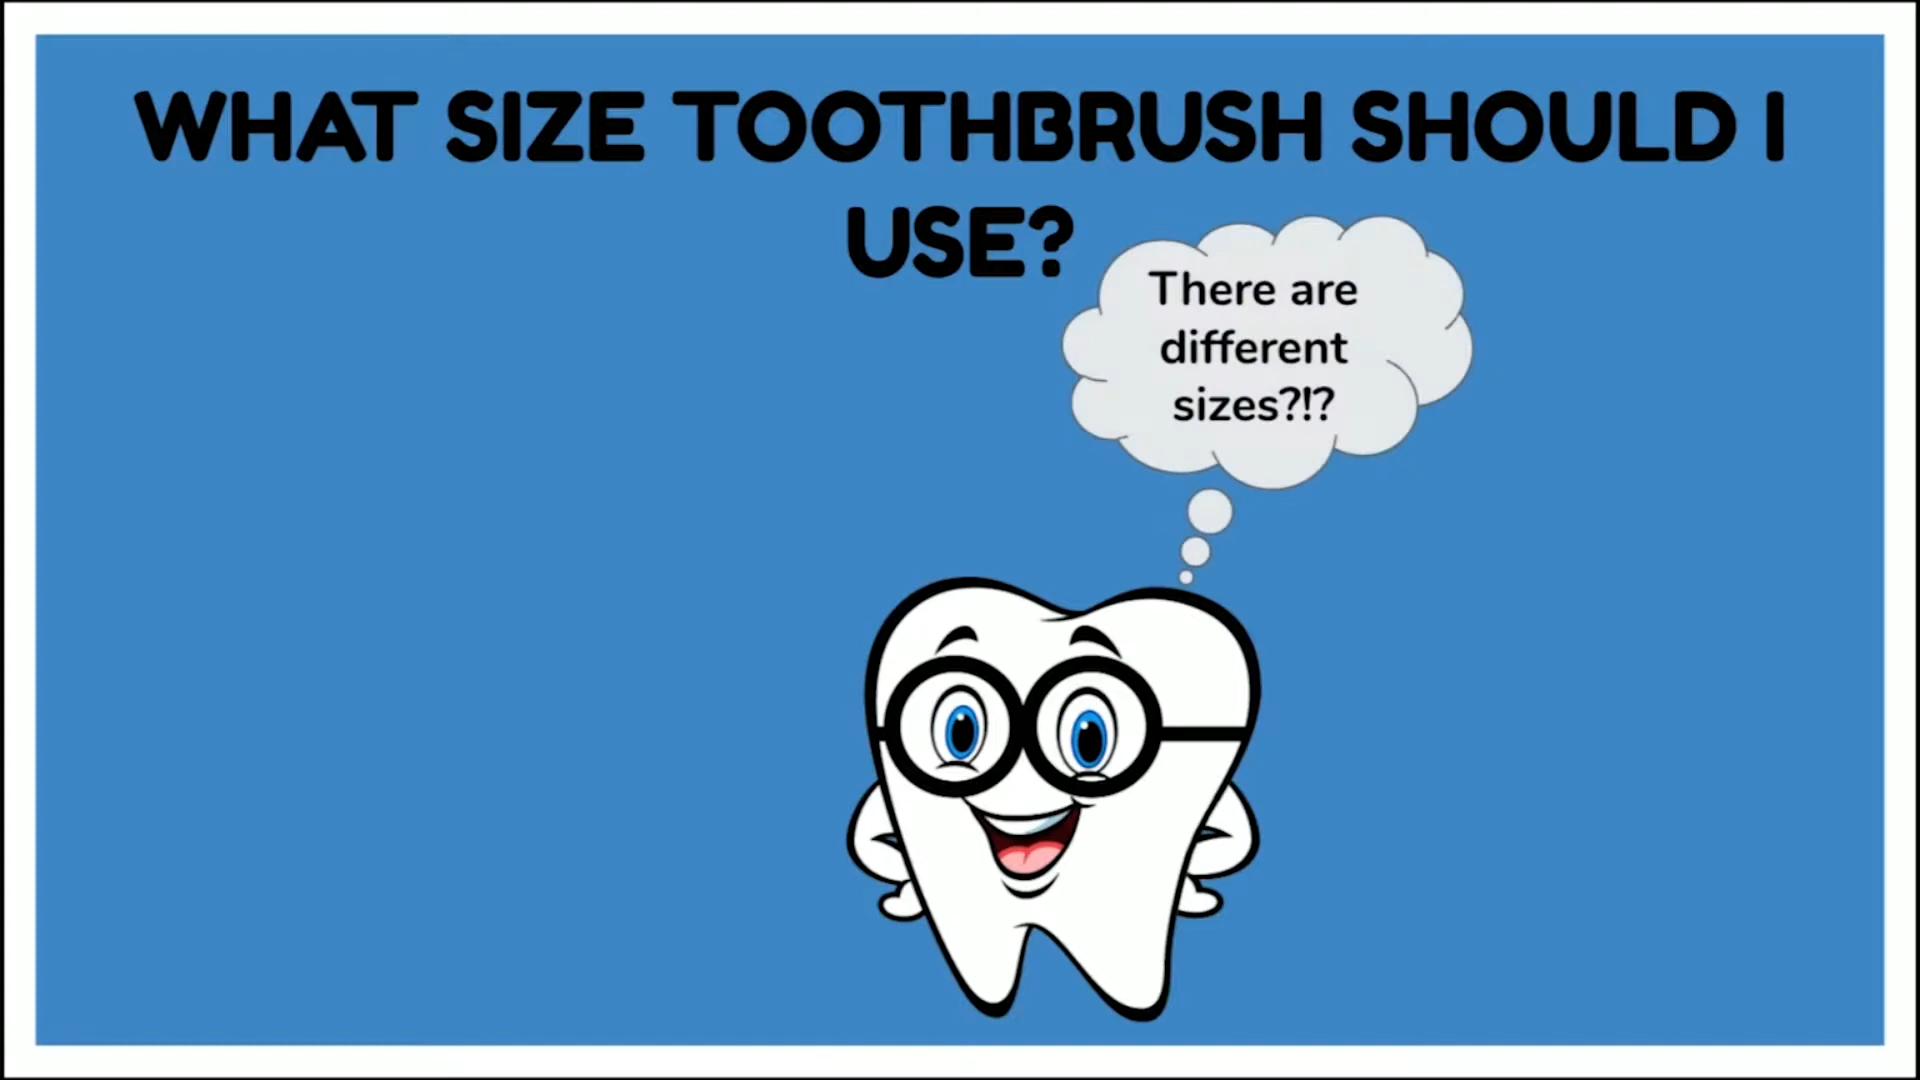 WHAT SIZE TOOTHBRUSH SHOULD I
USE?
There are
different
sizes?!?